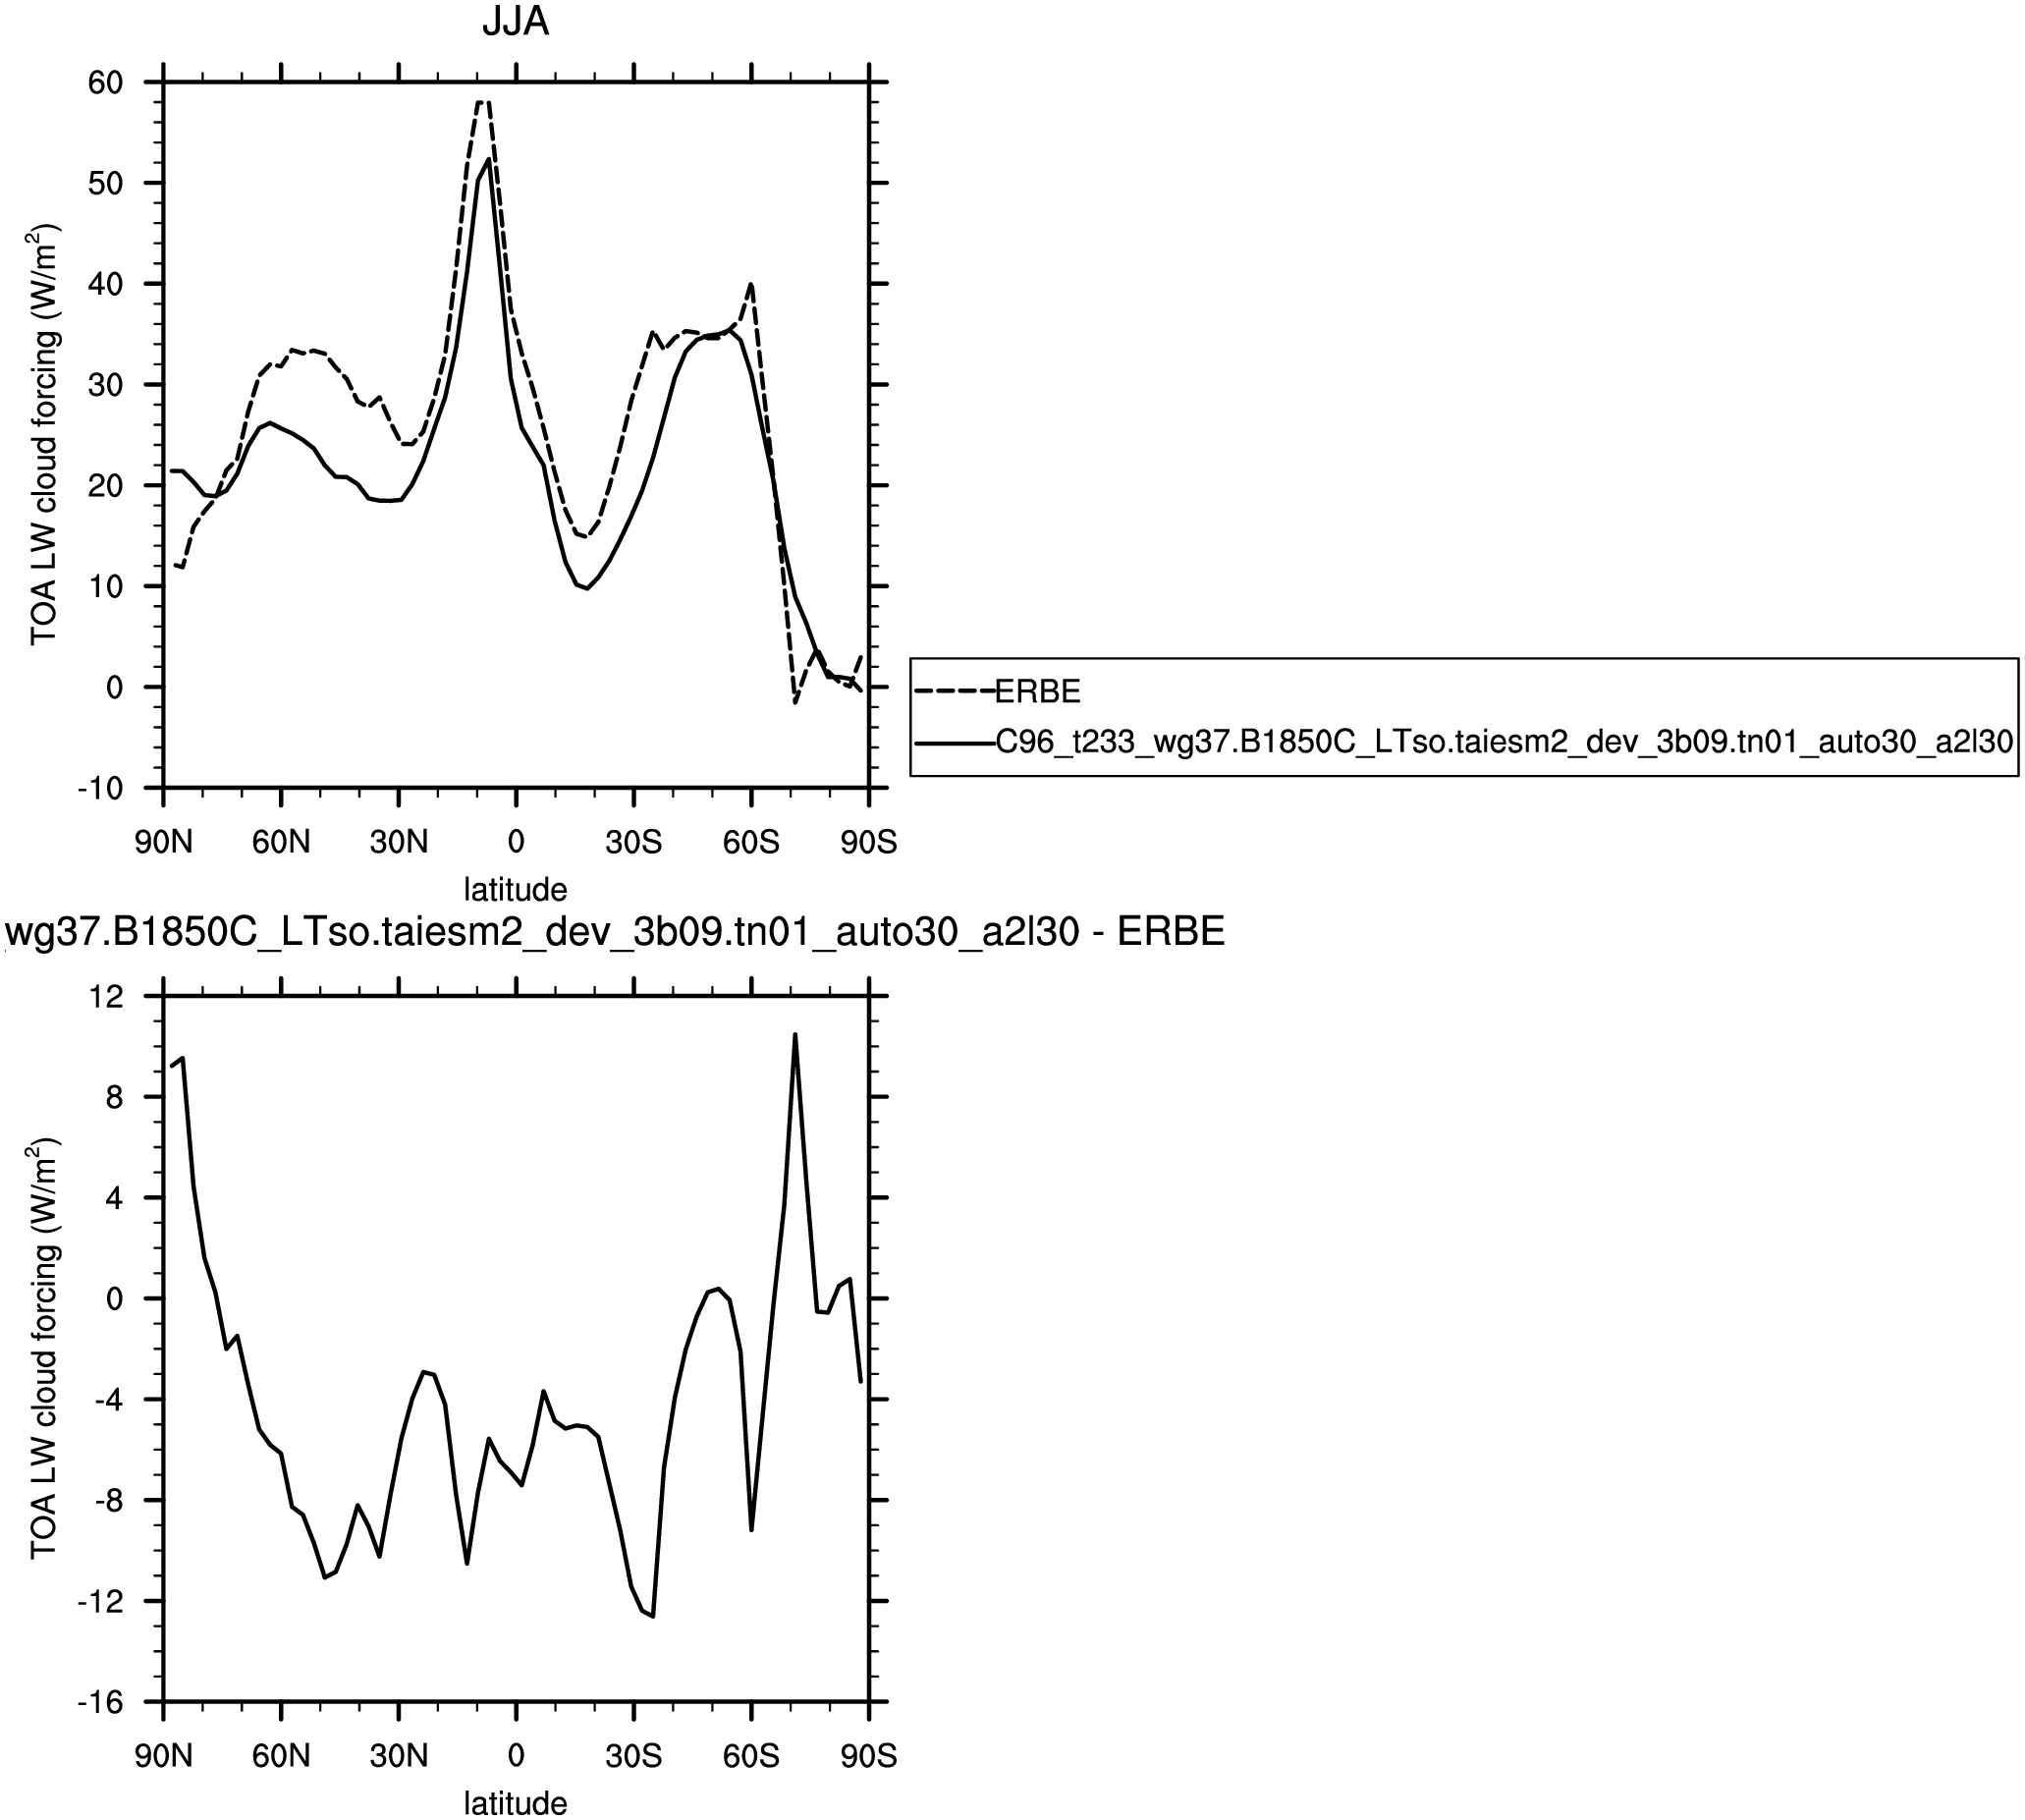 JJA
60
50
40
30
20
10
0
-10
TOA LW cloud forcing (W/m²)
90N 60N 30N 0 30S 60S 90S
latitude
ERBE
C96_t233_wg37.B1850C_LTso.taiesm2_dev_3b09.tn01_auto30_a2l30
wg37.B1850C_LTso.taiesm2_dev_3b09.tn01_auto30_a2l30 - ERBE
12
8
4
0
-4
-8
-12
-16
TOA LW cloud forcing (W/m²)
90N 60N 30N 0 30S 60S 90S
latitude